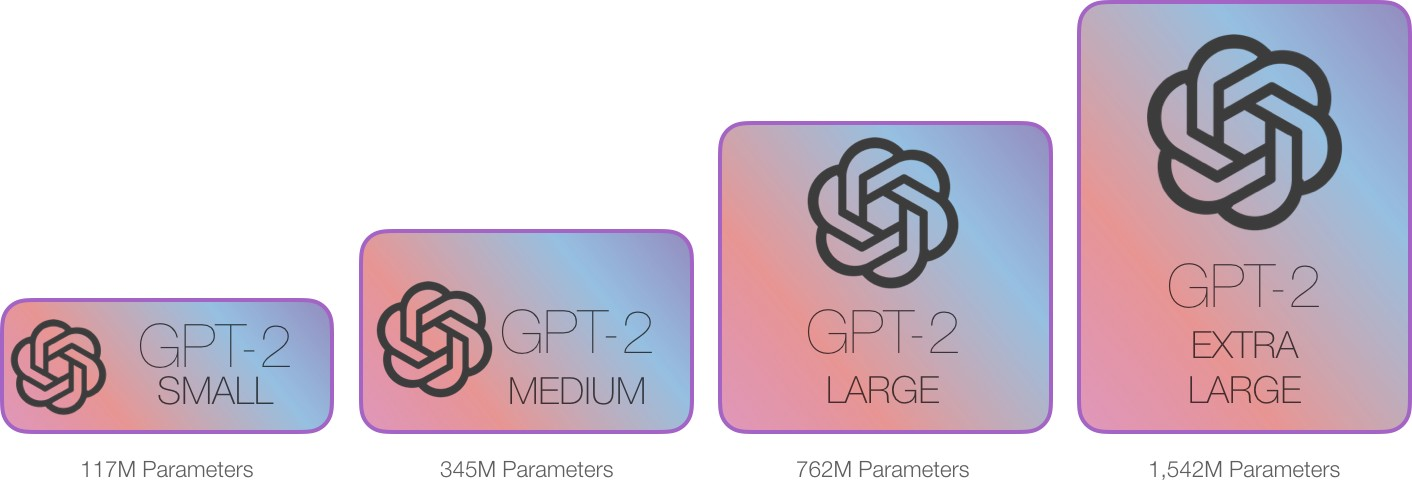 GPT-2
SMALL
117M Parameters
GPT-2
MEDIUM
345M Parameters
GPT-2
LARGE
762M Parameters
GPT-2
EXTRA
LARGE
1,542M Parameters